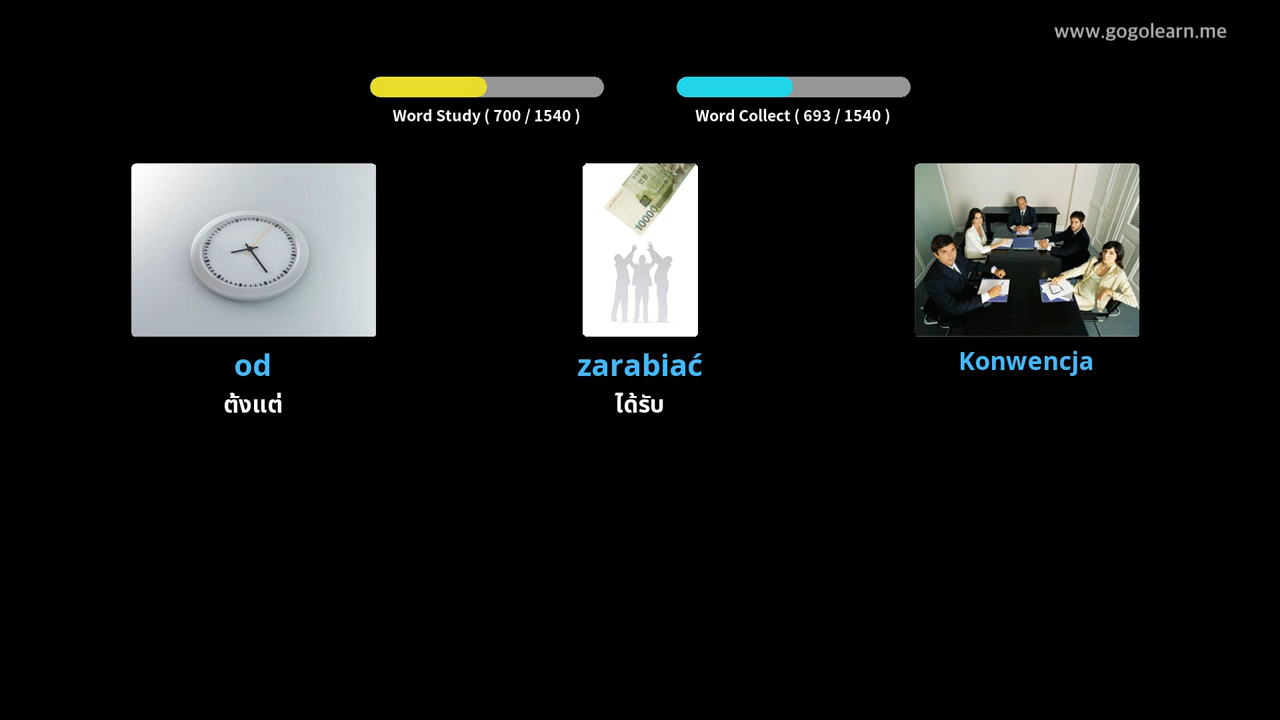 www.gogolearn.me
Word Study ( 700 / 1540 )
Word Collect ( 693 / 1540 )
10000
od
zarabiać
Konwencja
ตั้งแต่
ได้รับ